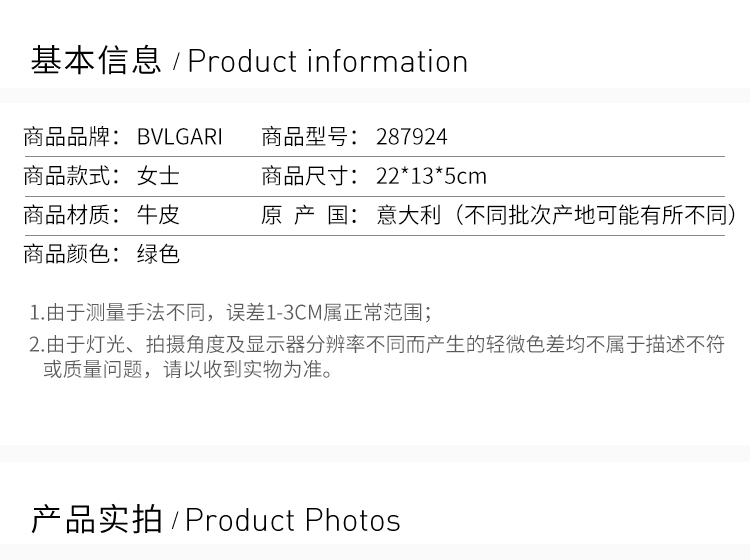 基本信息 / Product information
商品品牌： BVLGARI 商品型号： 287924
商品款式： 女士 商品尺寸： 22*13*5cm
商品材质： 牛皮 原 产 国： 意大利（不同批次产地可能有所不同）
商品颜色： 绿色
1.由于测量手法不同，误差1-3CM属正常范围；
2.由于灯光、拍摄角度及显示器分辨率不同而产生的轻微色差均不属于描述不符
或质量问题，请以收到实物为准。
产品实拍 / Product Photos